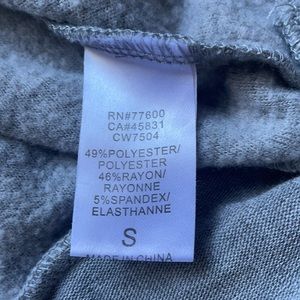 RN#77600
CA#45831
CW7504
49%POLYESTER/
POLYESTER
46%RAYON/
RAYONNE
5%SPANDEX/
ELASTHANNE
S
MADE IN CHINA